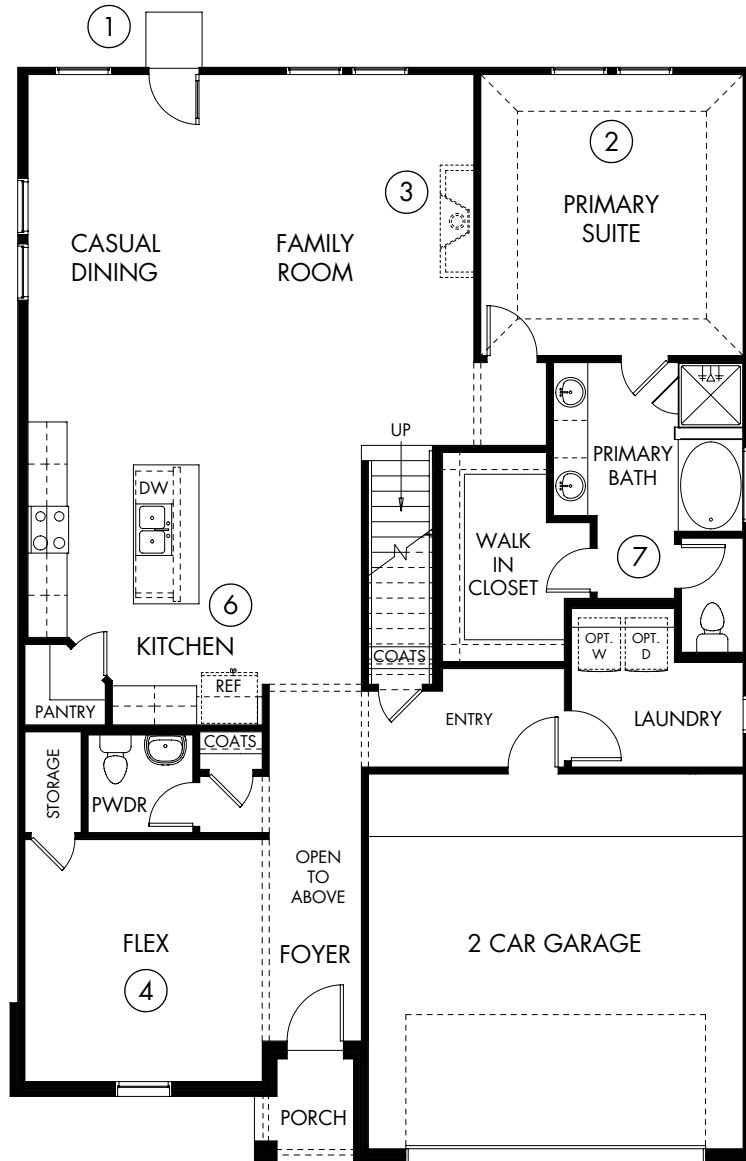 1
2
PRIMARY
SUITE
3
CASUAL
DINING
FAMILY
ROOM
UP
DW
PRIMARY
BATH
WALK
IN
CLOSET
7
6
KITCHEN
OPT.
W
OPT.
D
COATS
REF
PANTRY
ENTRY
LAUNDRY
COATS
STORAGE
PWDR
OPEN
TO
ABOVE
FLEX
4
FOYER
2 CAR GARAGE
PORCH